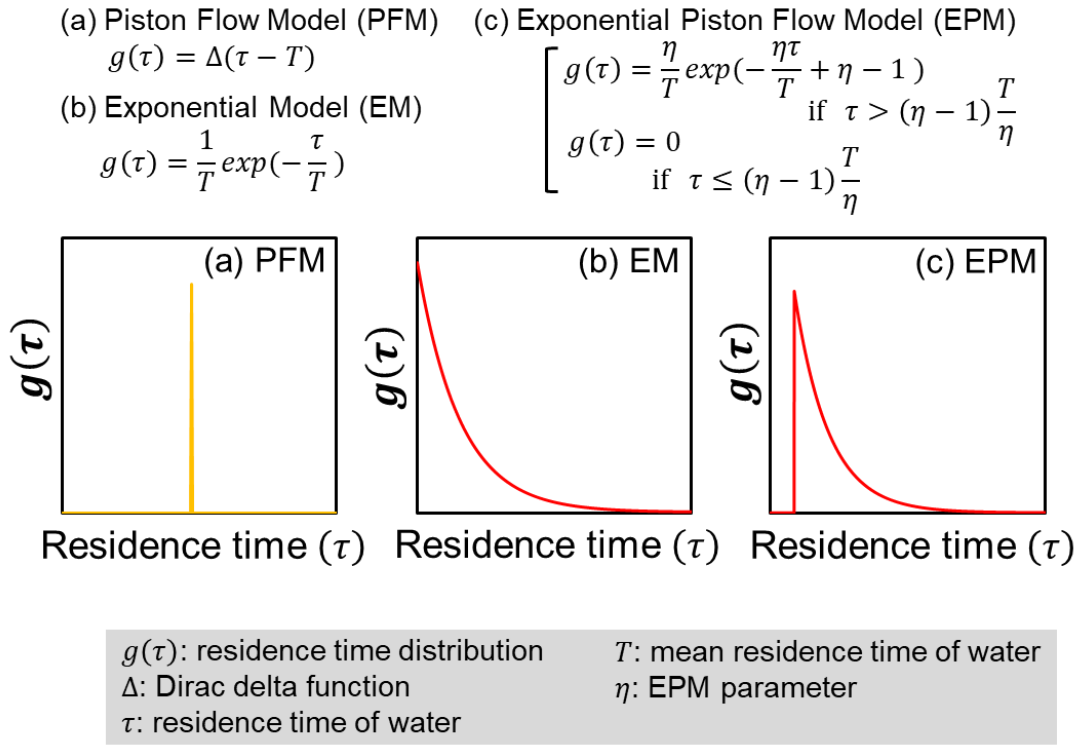 (a) Piston Flow Model (PFM)
g(τ) = Δ(τ − T)
(b) Exponential Model (EM)
g(τ) = 1/T exp(−τ/T)
(c) Exponential Piston Flow Model (EPM)
g(τ) = η/T exp(−ητ/T + η − 1)
if τ > (η − 1) T/η
g(τ) = 0
if τ ≤ (η − 1) T/η
(a) PFM
g(τ)
Residence time (τ)
(b) EM
g(τ)
Residence time (τ)
(c) EPM
g(τ)
Residence time (τ)
g(τ): residence time distribution
Δ: Dirac delta function
τ: residence time of water
T: mean residence time of water
η: EPM parameter